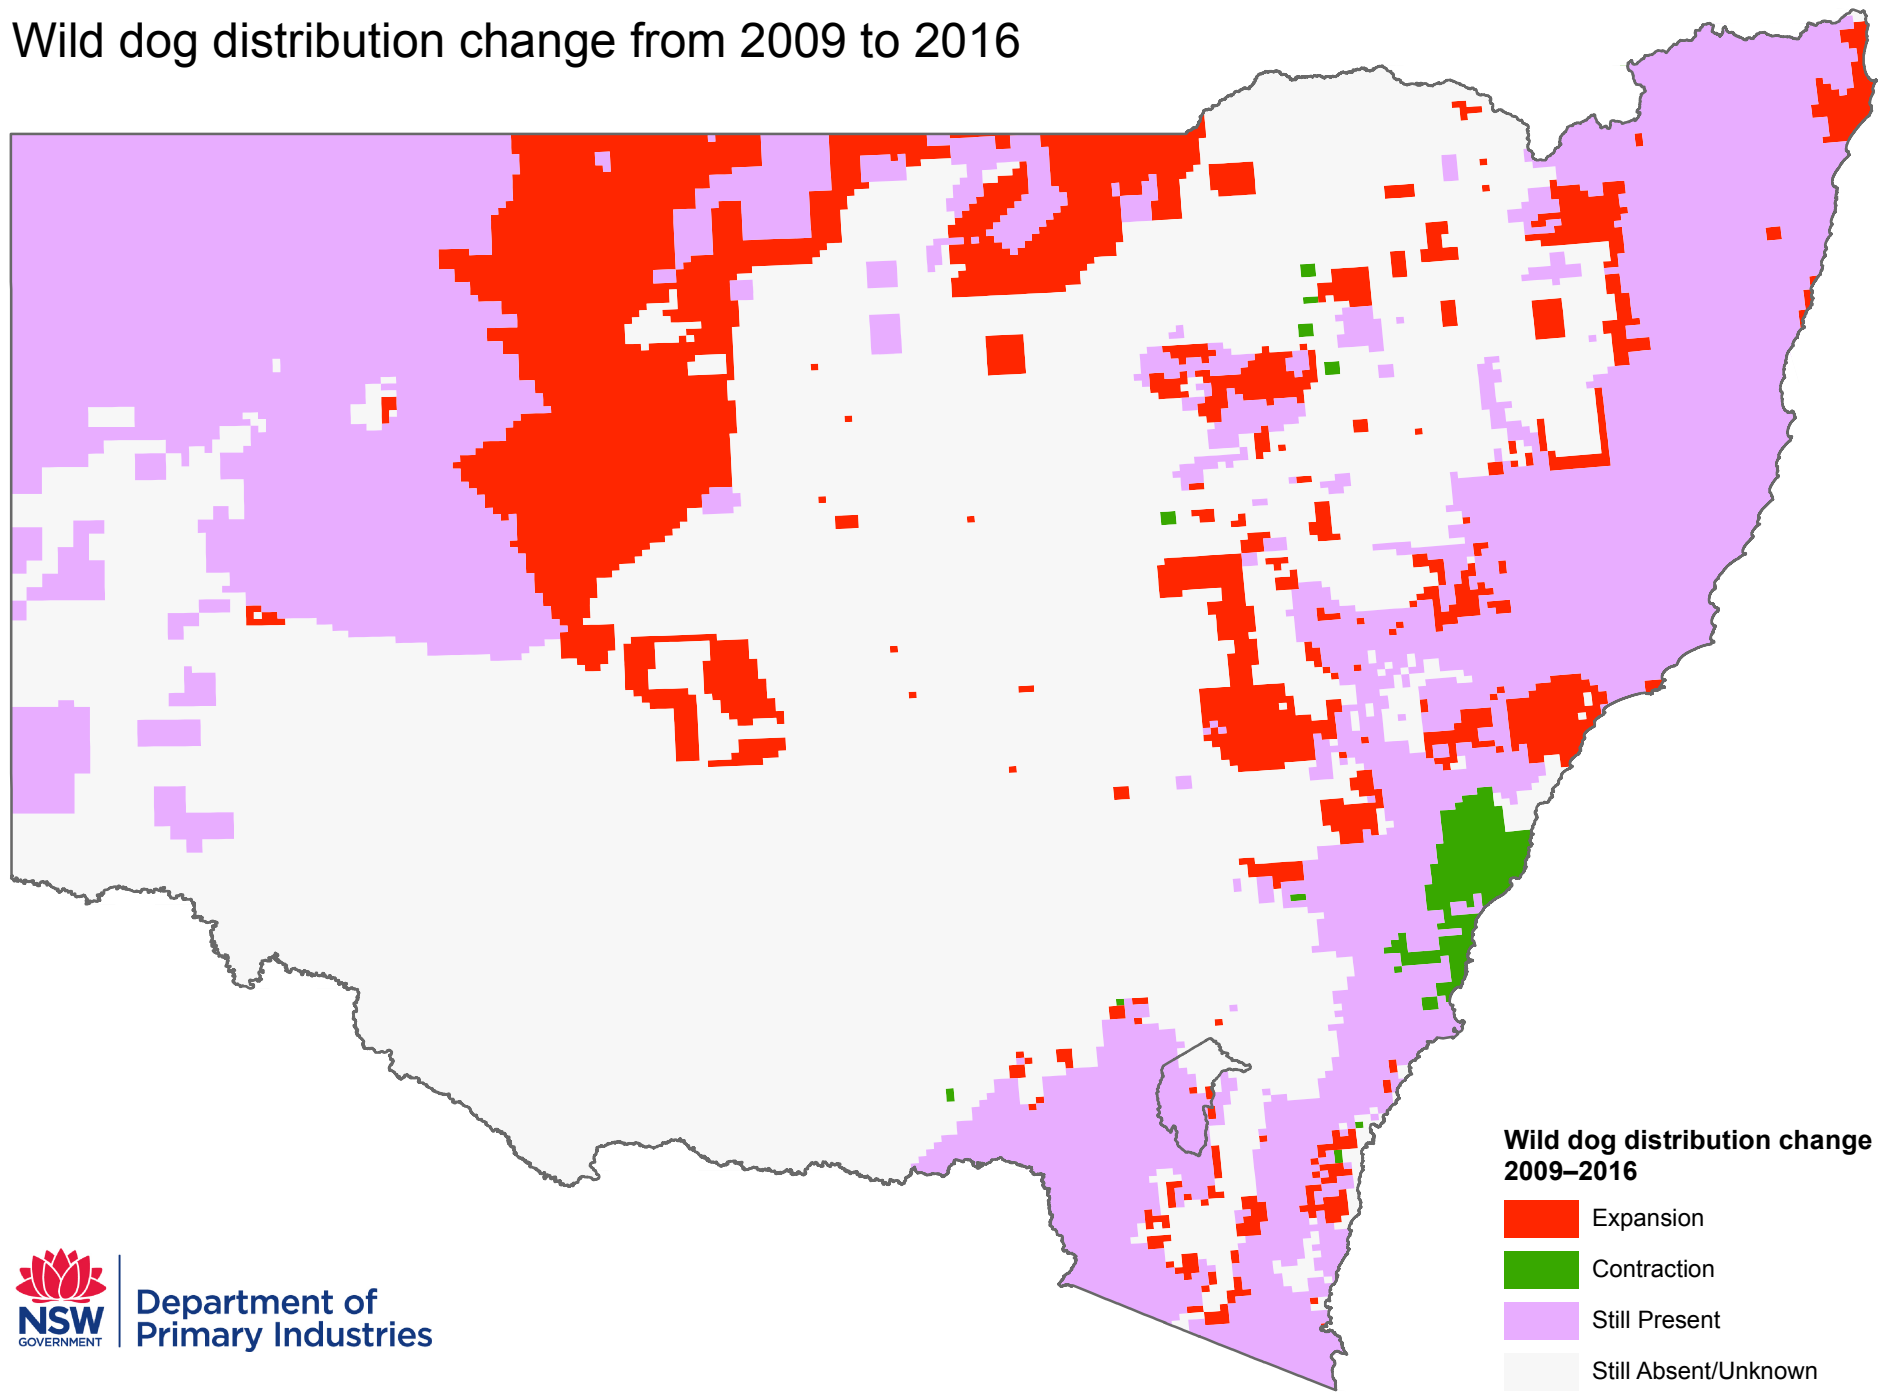 Wild dog distribution change from 2009 to 2016
Wild dog distribution change
2009–2016
Expansion
Contraction
Still Present
Still Absent/Unknown
NSW
GOVERNMENT
Department of
Primary Industries